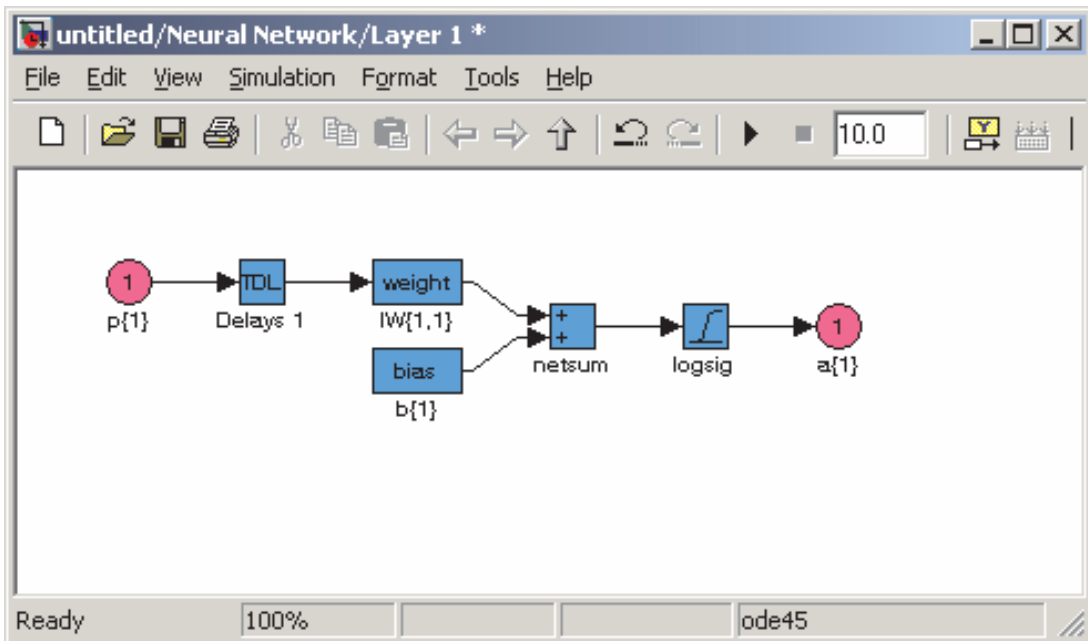 untitled/Neural Network/Layer 1 *
File Edit View Simulation Format Tools Help
10.0
1
TDL
weight
1
p{1}
Delays 1
IW{1,1}
bias
netsum
logsig
a{1}
b{1}
Ready
100%
ode45